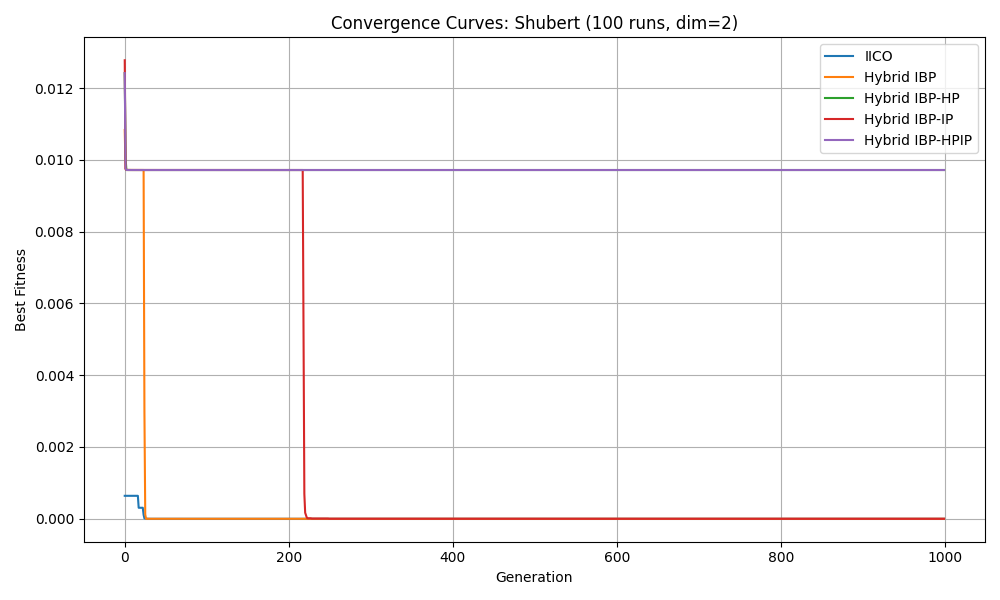 Convergence Curves: Shubert (100 runs, dim=2)
IICO
Hybrid IBP
Hybrid IBP-HP
Hybrid IBP-IP
Hybrid IBP-HPIP
Best Fitness
0.012
0.010
0.008
0.006
0.004
0.002
0.000
0
200
400
600
800
1000
Generation